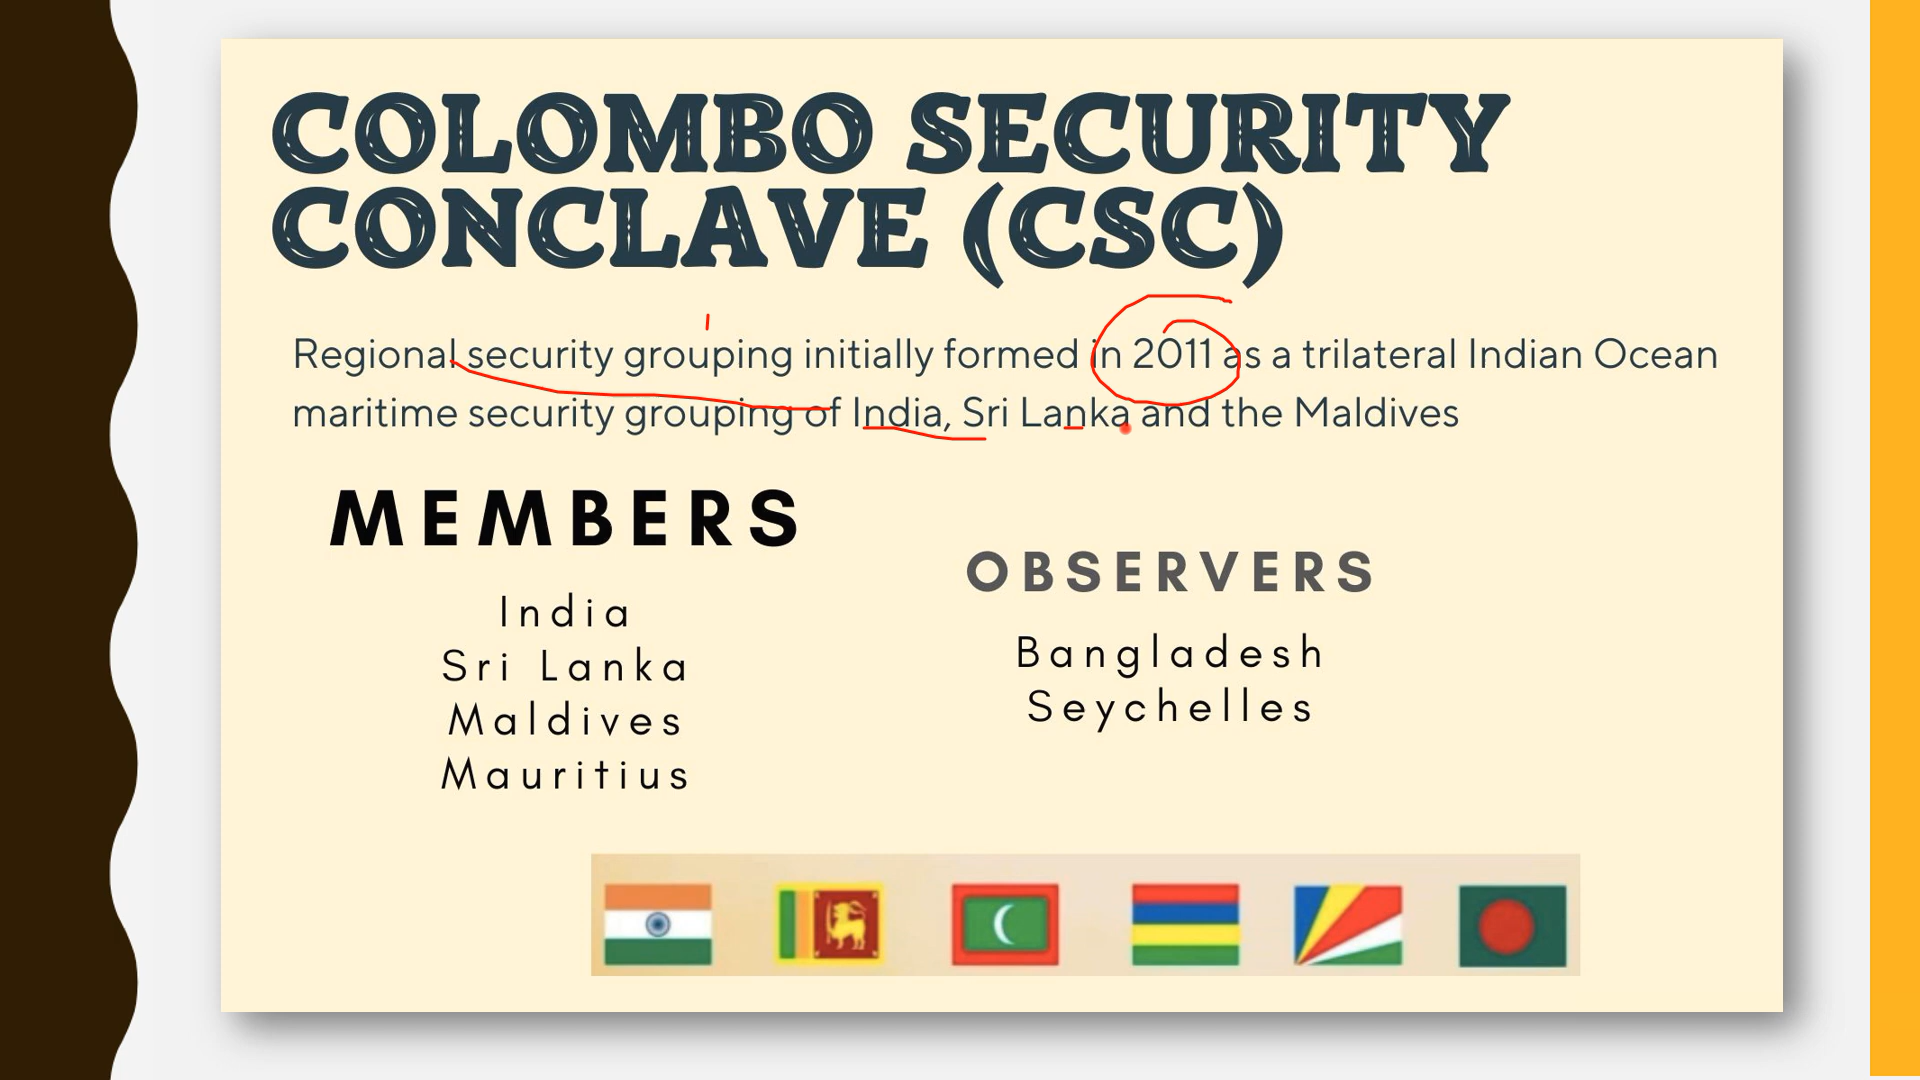 COLOMBO SECURITY
CONCLAVE (CSC)
Regional security grouping initially formed in 2011 as a trilateral Indian Ocean
maritime security grouping of India, Sri Lanka and the Maldives
MEMBERS
India
Sri Lanka
Maldives
Mauritius
OBSERVERS
Bangladesh
Seychelles